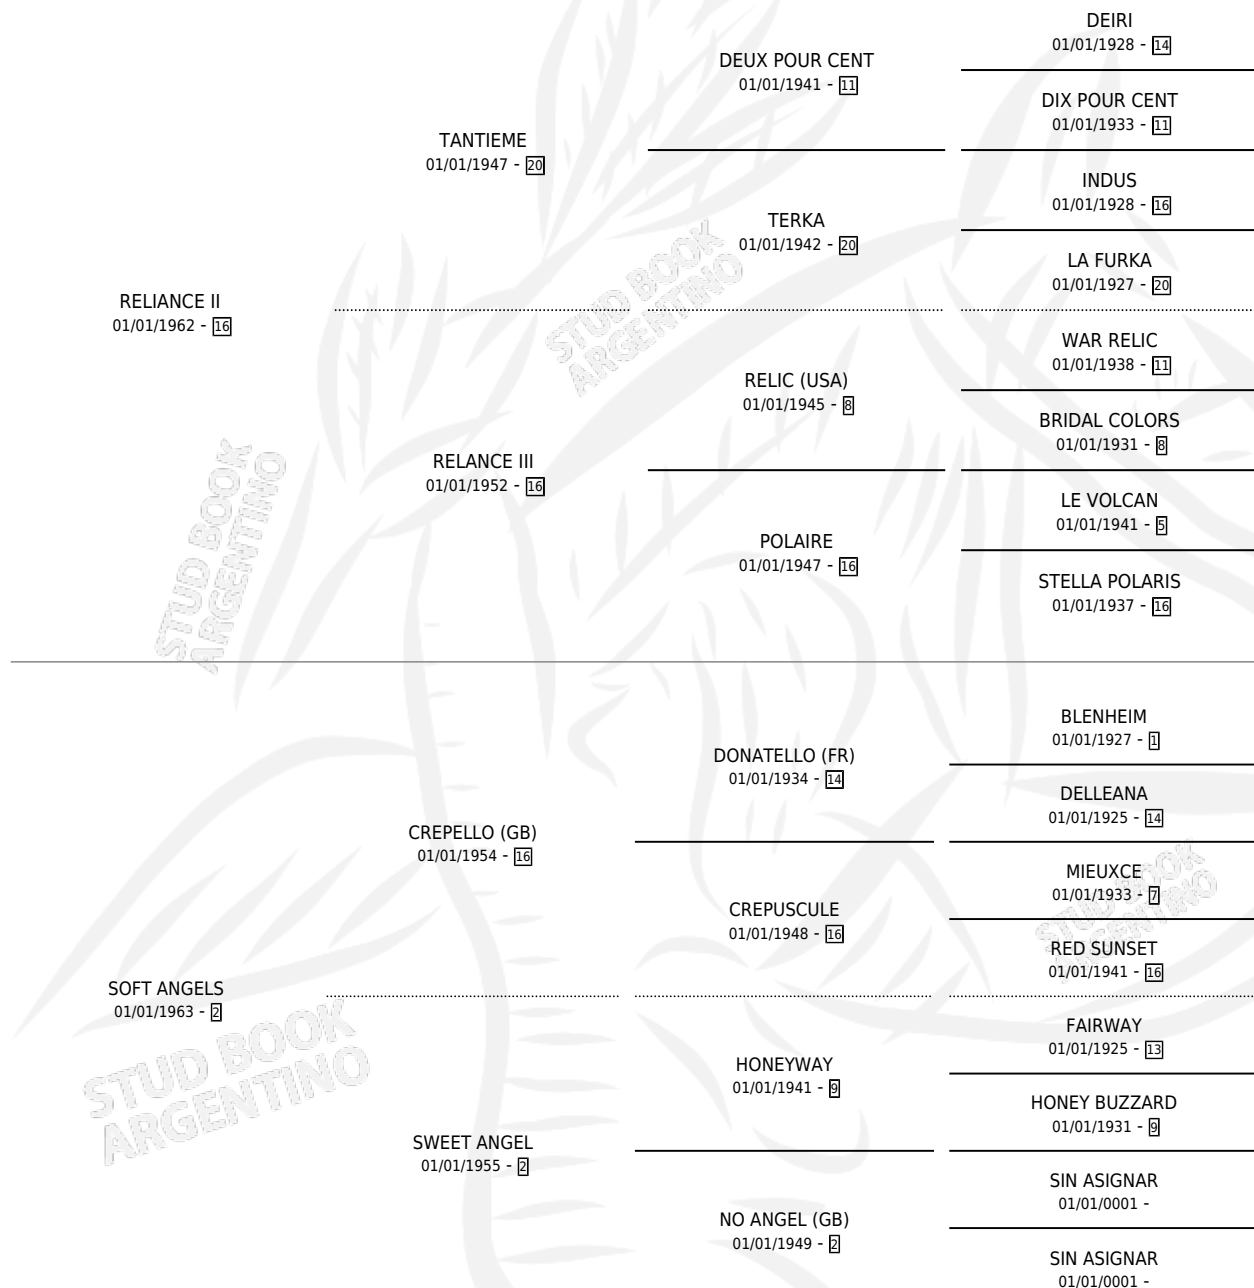 DEIRI
01/01/1928 - 14
DEUX POUR CENT
01/01/1941 - 11
DIX POUR CENT
01/01/1933 - 11
TANTIEME
01/01/1947 - 20
INDUS
01/01/1928 - 16
TERKA
01/01/1942 - 20
LA FURKA
01/01/1927 - 20
RELIANCE II
01/01/1962 - 16
WAR RELIC
01/01/1938 - 11
RELIC (USA)
01/01/1945 - 8
BRIDAL COLORS
01/01/1931 - 8
RELANCE III
01/01/1952 - 16
LE VOLCAN
01/01/1941 - 5
POLAIRE
01/01/1947 - 16
STELLA POLARIS
01/01/1937 - 16
BLENHEIM
01/01/1927 - 1
DONATELLO (FR)
01/01/1934 - 14
DELLEANA
01/01/1925 - 14
CREPELLO (GB)
01/01/1954 - 16
MIEUXCE
01/01/1933 - 7
CREPUSCULE
01/01/1948 - 16
RED SUNSET
01/01/1941 - 16
SOFT ANGELS
01/01/1963 - 2
FAIRWAY
01/01/1925 - 13
HONEYWAY
01/01/1941 - 9
HONEY BUZZARD
01/01/1931 - 9
SWEET ANGEL
01/01/1955 - 2
SIN ASIGNAR
01/01/0001 -
NO ANGEL (GB)
01/01/1949 - 2
SIN ASIGNAR
01/01/0001 -
STUD BOOK
ARGENTINO
STUD BOOK
ARGENTINO
STUD BOOK
ARGENTINO
STUD BOOK
ARGENTINO